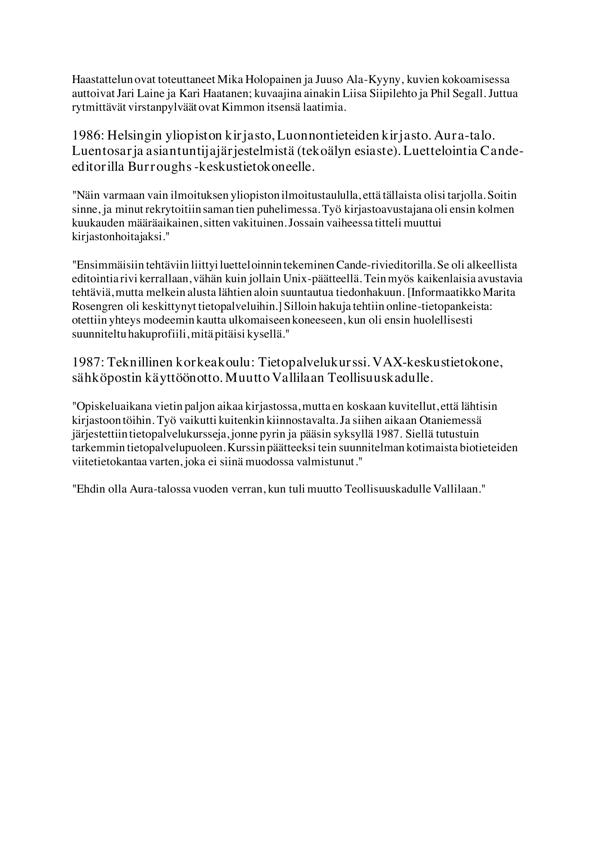 Haastattelun ovat toteuttaneet Mika Holopainen ja Juuso Ala-Kyyny, kuvien kokoamisessa
auttoivat Jari Laine ja Kari Haatanen; kuvaajina ainakin Liisa Siipilehto ja Phil Segall. Juttua
rytmittävät virstanpylväät ovat Kimmon itsensä laatimia.
1986: Helsingin yliopiston kirjasto, Luonnontieteiden kirjasto. Aura-talo.
Luentosarja asiantuntijajärjestelmistä (tekoälyn esiaste). Luettelointia Cande-
editorilla Burroughs -keskustietokoneelle.
"Näin varmaan vain ilmoituksen yliopiston ilmoitustaululla, että tällaista olisi tarjolla. Soitin
sinne, ja minut rekrytoitiin saman tien puhelimessa. Työ kirjastoavustajana oli ensin kolmen
kuukauden määräaikainen, sitten vakituinen. Jossain vaiheessa titteli muuttui
kirjastonhoitajaksi."
"Ensimmäisiin tehtäviin liittyi luetteloinnin tekeminen Cande-rivieditorilla. Se oli alkeellista
editointia rivi kerrallaan, vähän kuin jollain Unix-päätteellä. Tein myös kaikenlaisia avustavia
tehtäviä, mutta melkein alusta lähtien aloin suuntautua tiedonhakuun. [Informaatikko Marita
Rosengren oli keskittynyt tietopalveluihin.] Silloin hakuja tehtiin online-tietopankeista:
otettiin yhteys modeemin kautta ulkomaiseen koneeseen, kun oli ensin huolellisesti
suunniteltu hakuprofiili, mitä pitäisi kysellä."
1987: Teknillinen korkeakoulu: Tietopalvelukurssi. VAX-keskustietokone,
sähköpostin käyttöönotto. Muutto Vallilaan Teollisuuskadulle.
"Opiskeluaikana vietin paljon aikaa kirjastossa, mutta en koskaan kuvitellut, että lähtisin
kirjastoon töihin. Työ vaikutti kuitenkin kiinnostavalta. Ja siihen aikaan Otaniemessä
järjestettiin tietopalvelukursseja, jonne pyrin ja pääsin syksyllä 1987. Siellä tutustuin
tarkemmin tietopalvelupuoleen. Kurssin päätteeksi tein suunnitelman kotimaista biotieteiden
viitetietokantaa varten, joka ei siinä muodossa valmistunut."
"Ehdin olla Aura-talossa vuoden verran, kun tuli muutto Teollisuuskadulle Vallilaan."